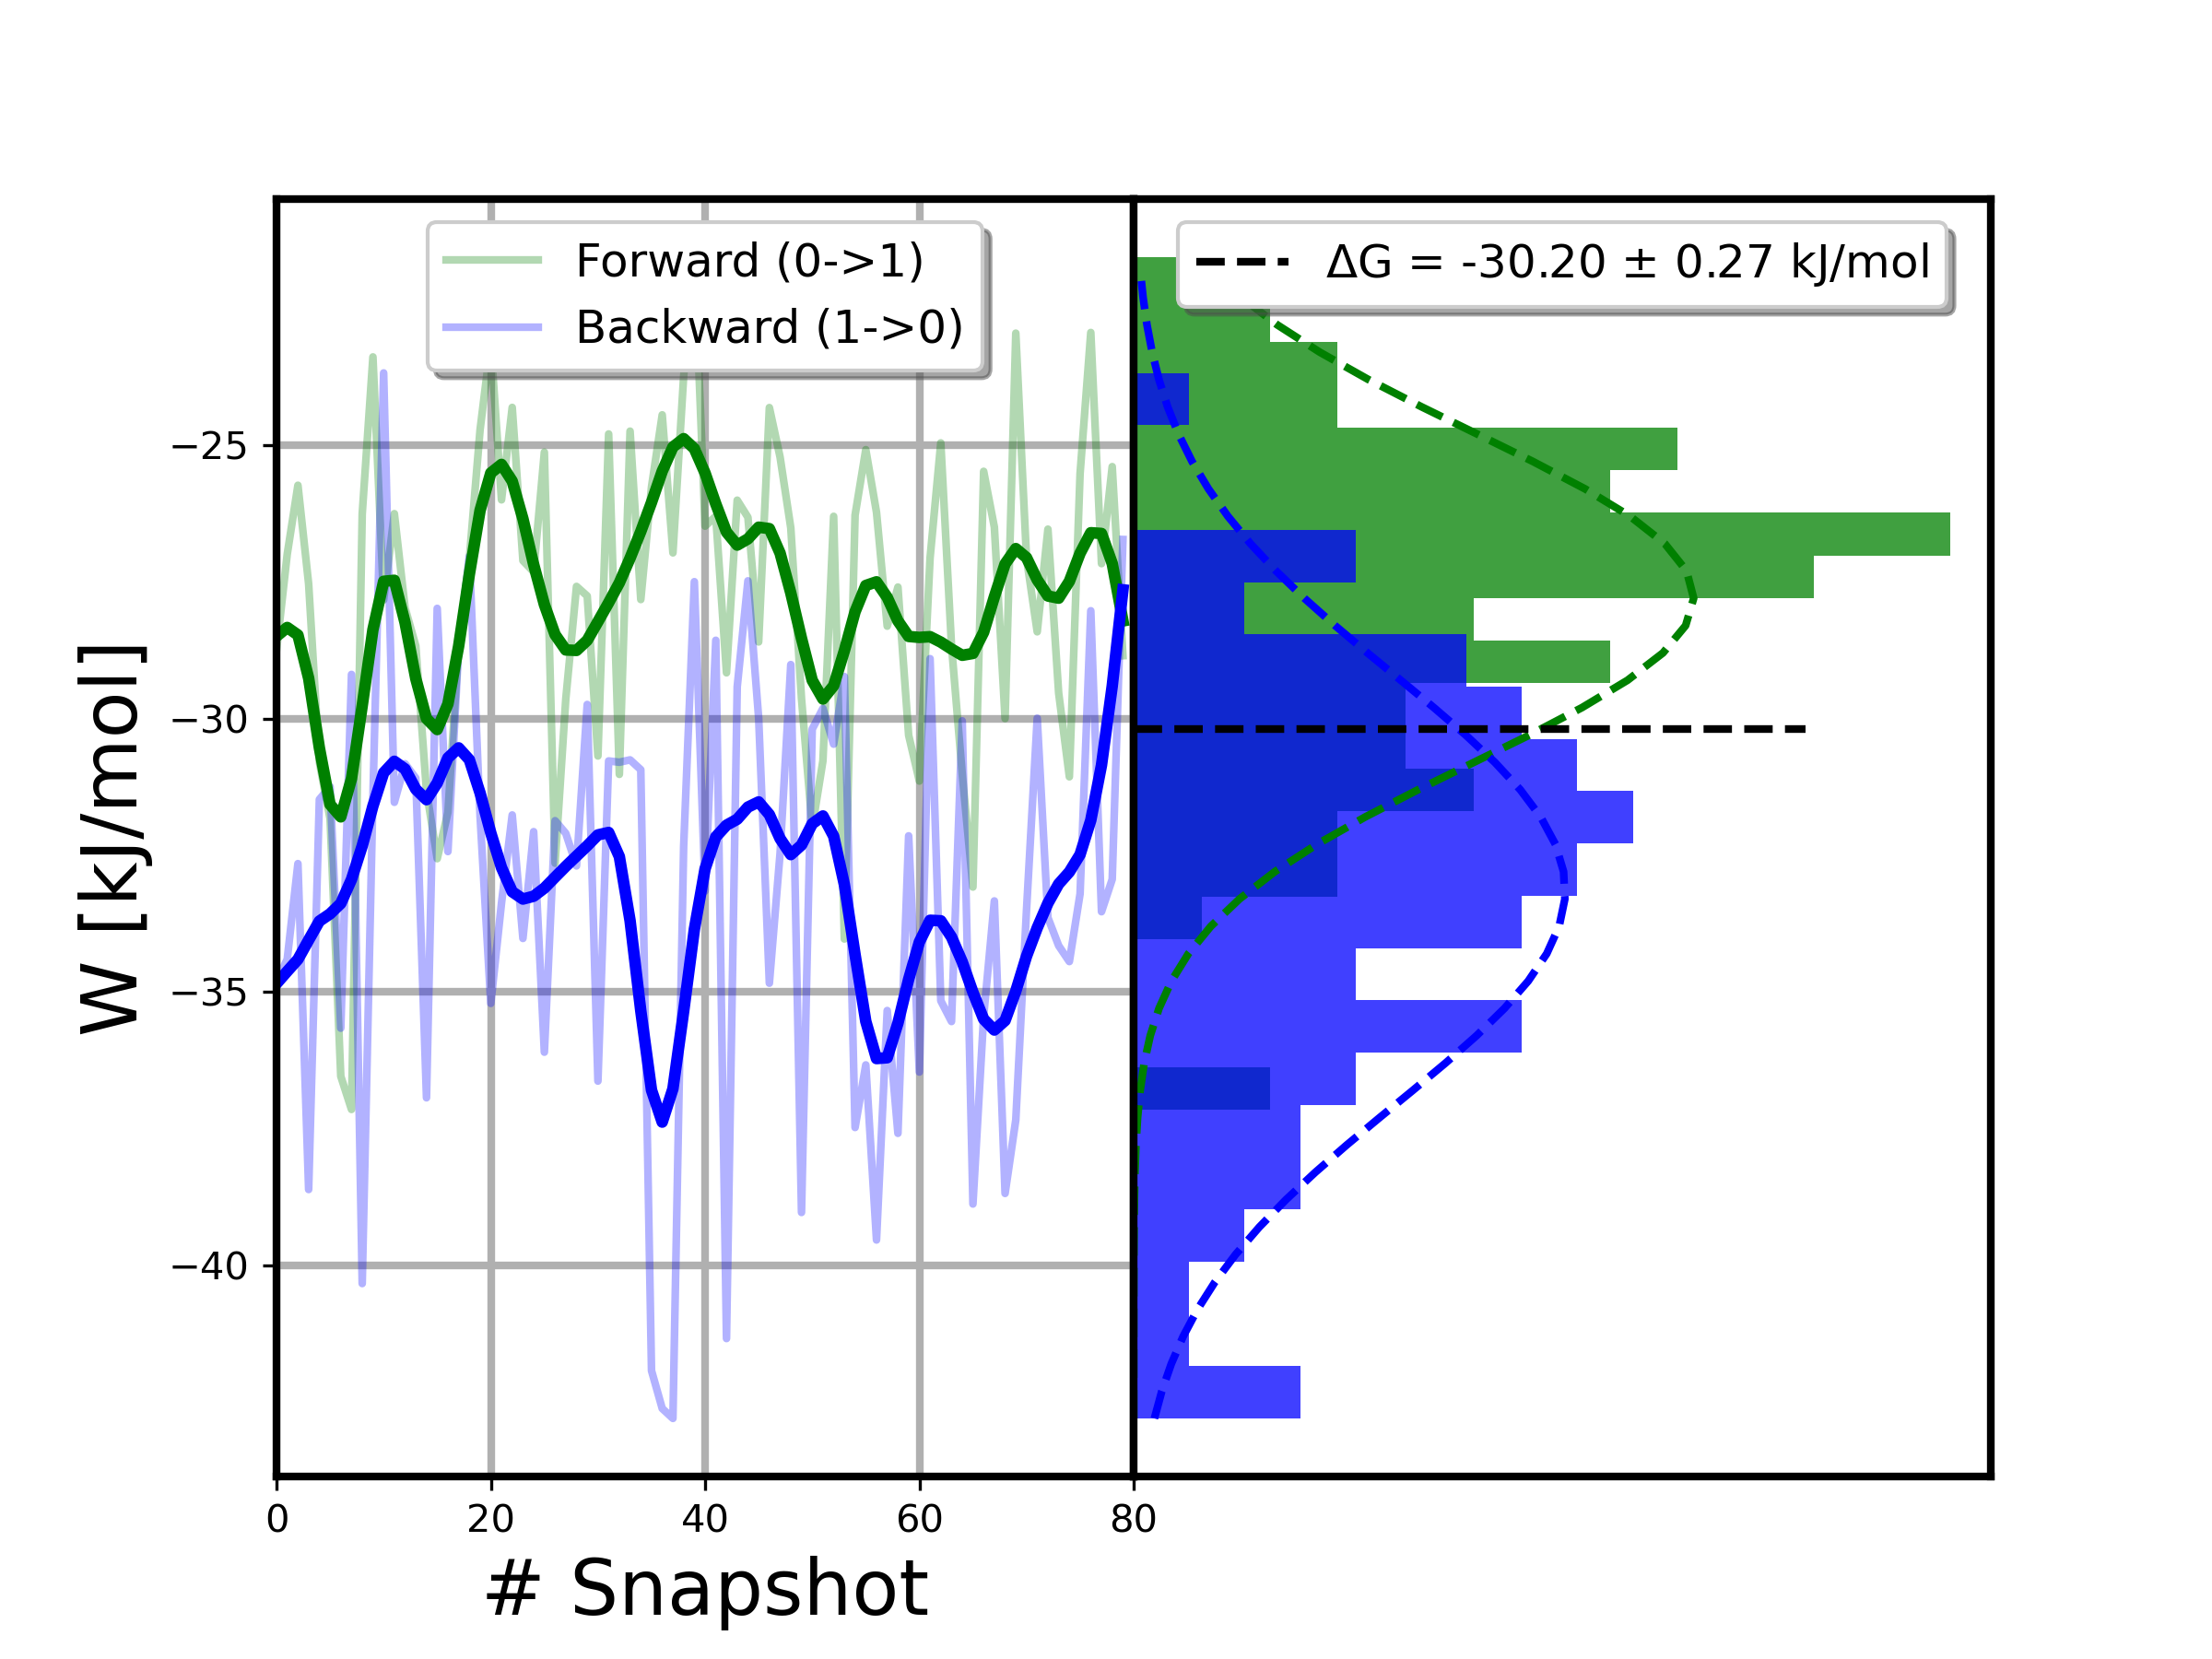 Forward (0->1)
Backward (1->0)
ΔG = -30.20 ± 0.27 kJ/mol
W [kJ/mol]
−25
−30
−35
−40
0
20
40
60
80
# Snapshot